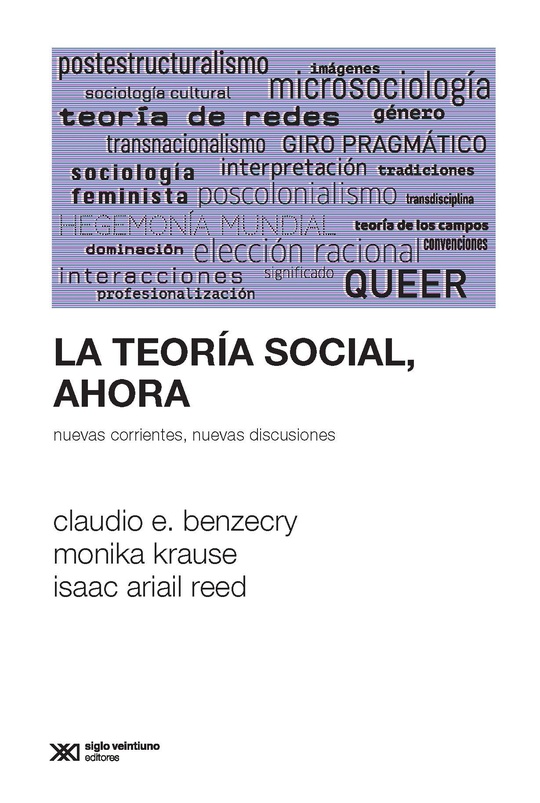 postestructuralismo
imágenes
sociología cultural
microsociología
teoría de redes
género
transnacionalismo
GIRO PRAGMÁTICO
sociología
interpretación
tradiciones
feminista
poscolonialismo
transdisciplina
HEGEMONÍA MUNDIAL
teoría de los campos
dominación
elección racional
convenciones
interacciones
significado
QUEER
profesionalización
LA TEORÍA SOCIAL,
AHORA
nuevas corrientes, nuevas discusiones
claudio e. benzecry
monika krause
isaac ariail reed
siglo veintiuno
editores